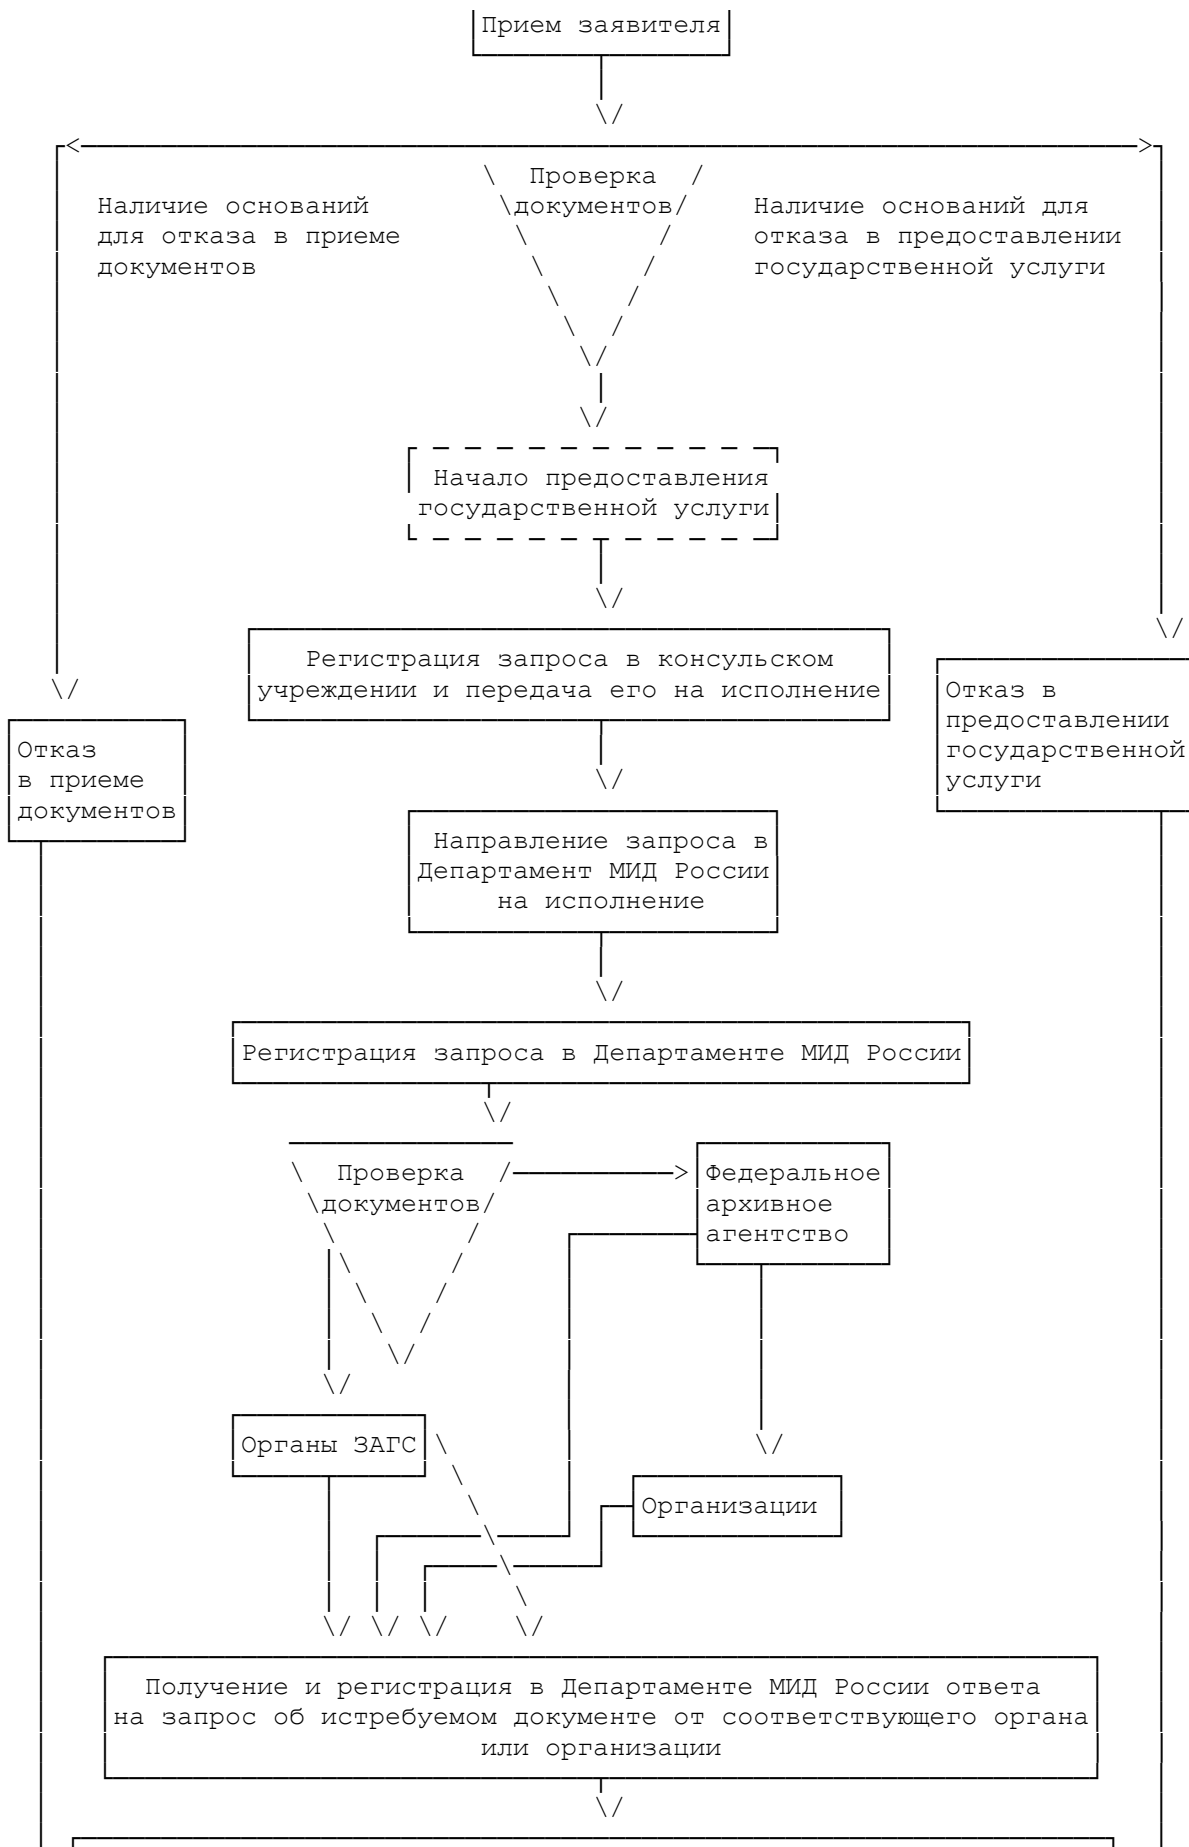 Прием заявителя
Проверка
документов
Наличие оснований
для отказа в приеме
документов
Наличие оснований для
отказа в предоставлении
государственной услуги
Начало предоставления
государственной услуги
Регистрация запроса в консульском
учреждении и передача его на исполнение
Отказ в
предоставлении
государственной
услуги
Отказ
в приеме
документов
Направление запроса в
Департамент МИД России
на исполнение
Регистрация запроса в Департаменте МИД России
Проверка
документов
Федеральное
архивное
агентство
Органы ЗАГС
Организации
Получение и регистрация в Департаменте МИД России ответа
на запрос об истребуемом документе от соответствующего органа
или организации